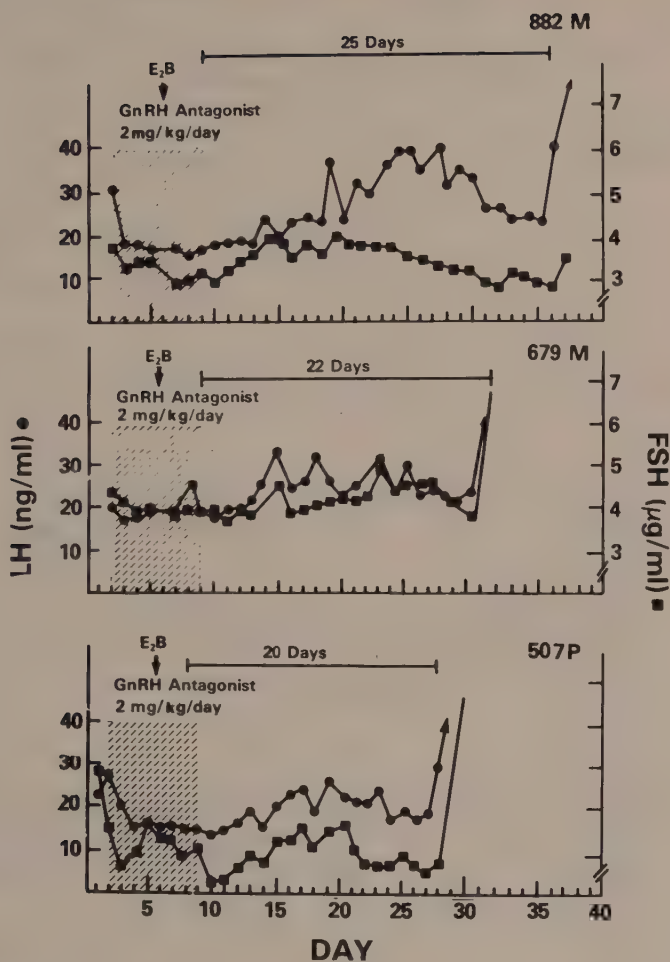 882 M
25 Days
E₂B
GnRH Antagonist
2mg/kg/day
40
30
20
10
7
6
5
4
3
679 M
22 Days
E₂B
GnRH Antagonist
2 mg/kg/day
40
30
20
10
7
6
5
4
3
LH (ng/ml)
FSH (µg/ml)
507P
20 Days
E₂B
GnRH Antagonist
2 mg/kg/day
40
30
20
10
5 10 15 20 25 30 35 40
DAY